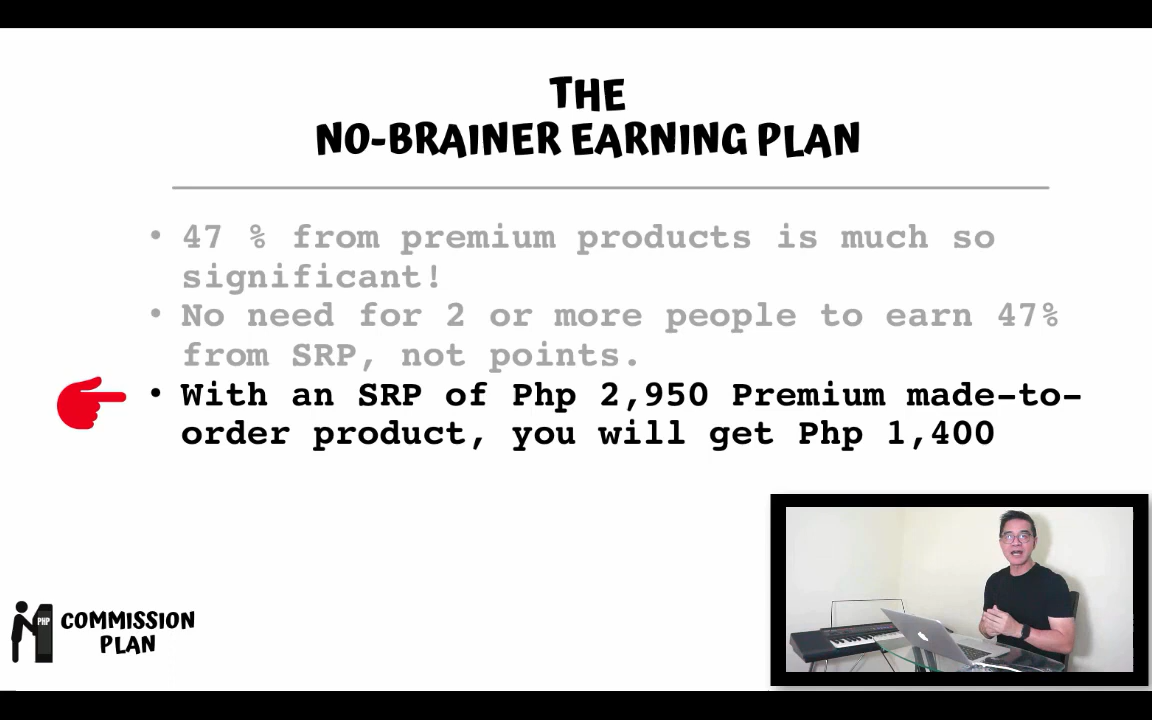 THE
NO-BRAINER EARNING PLAN
• 47 % from premium products is much so
significant!
• No need for 2 or more people to earn 47%
from SRP, not points.
• With an SRP of Php 2,950 Premium made-to-
order product, you will get Php 1,400
PHP
COMMISSION
PLAN